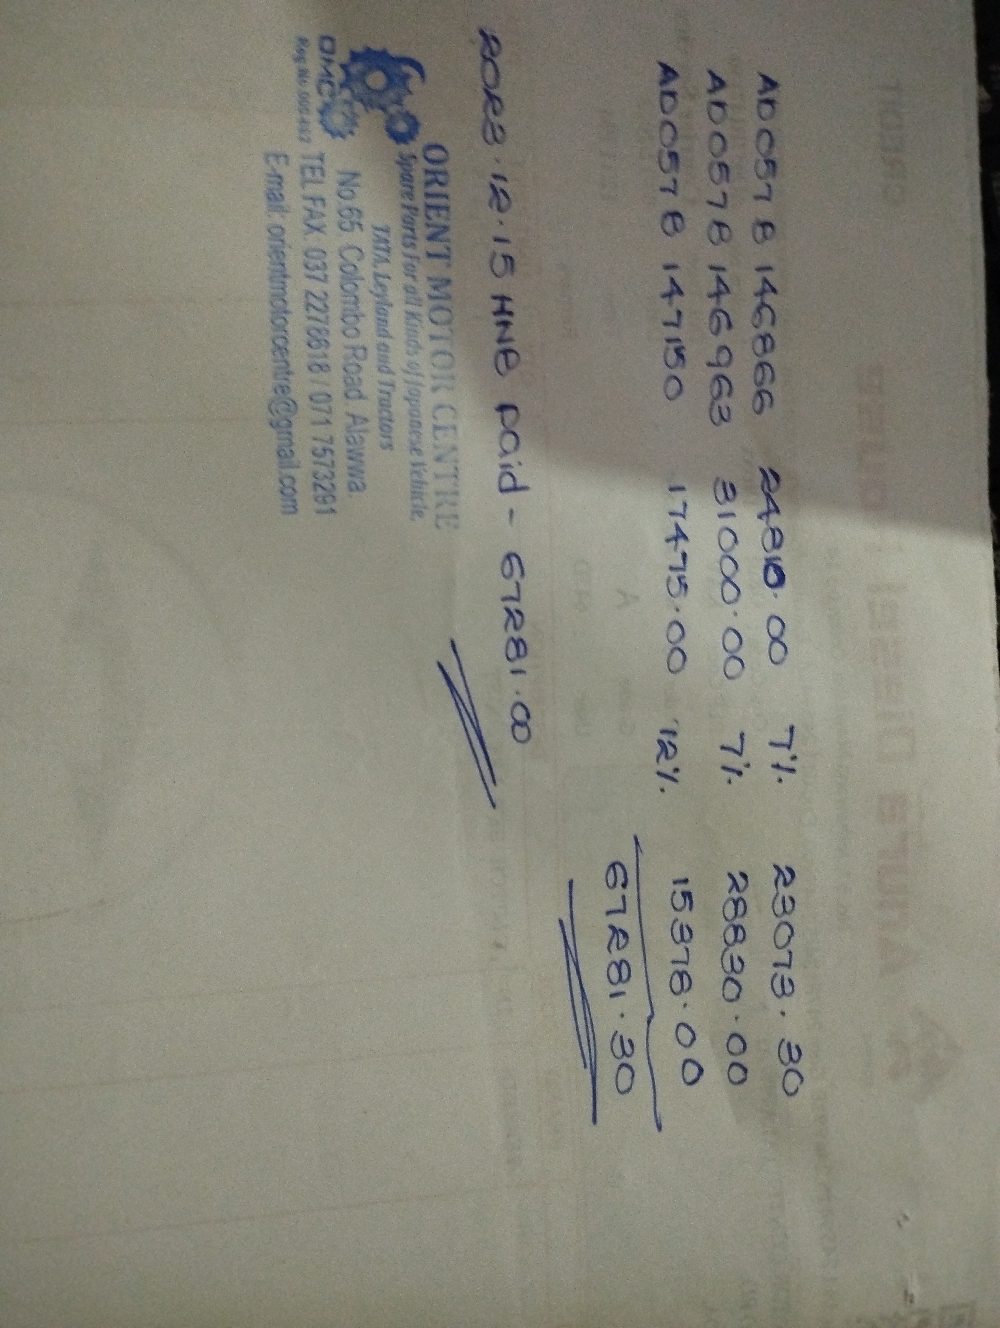 AD057B 146866 24810.00 7% 23073.30
AD057B 146963 31000.00 7% 28830.00
AD057B 147150 17475.00 12% 15378.00
67281.30
2023.12.15 HNB paid - 67281.00
ORIENT MOTOR CENTRE
Spare Parts For all Kinds of Japanese Vehicle,
TATA, Leyland and Tractors
OMC
No.65 Colombo Road Alawwa.
TEL FAX 037 2278618 / 071 7573291
E-mail: orientmotorcentre@gmail.com